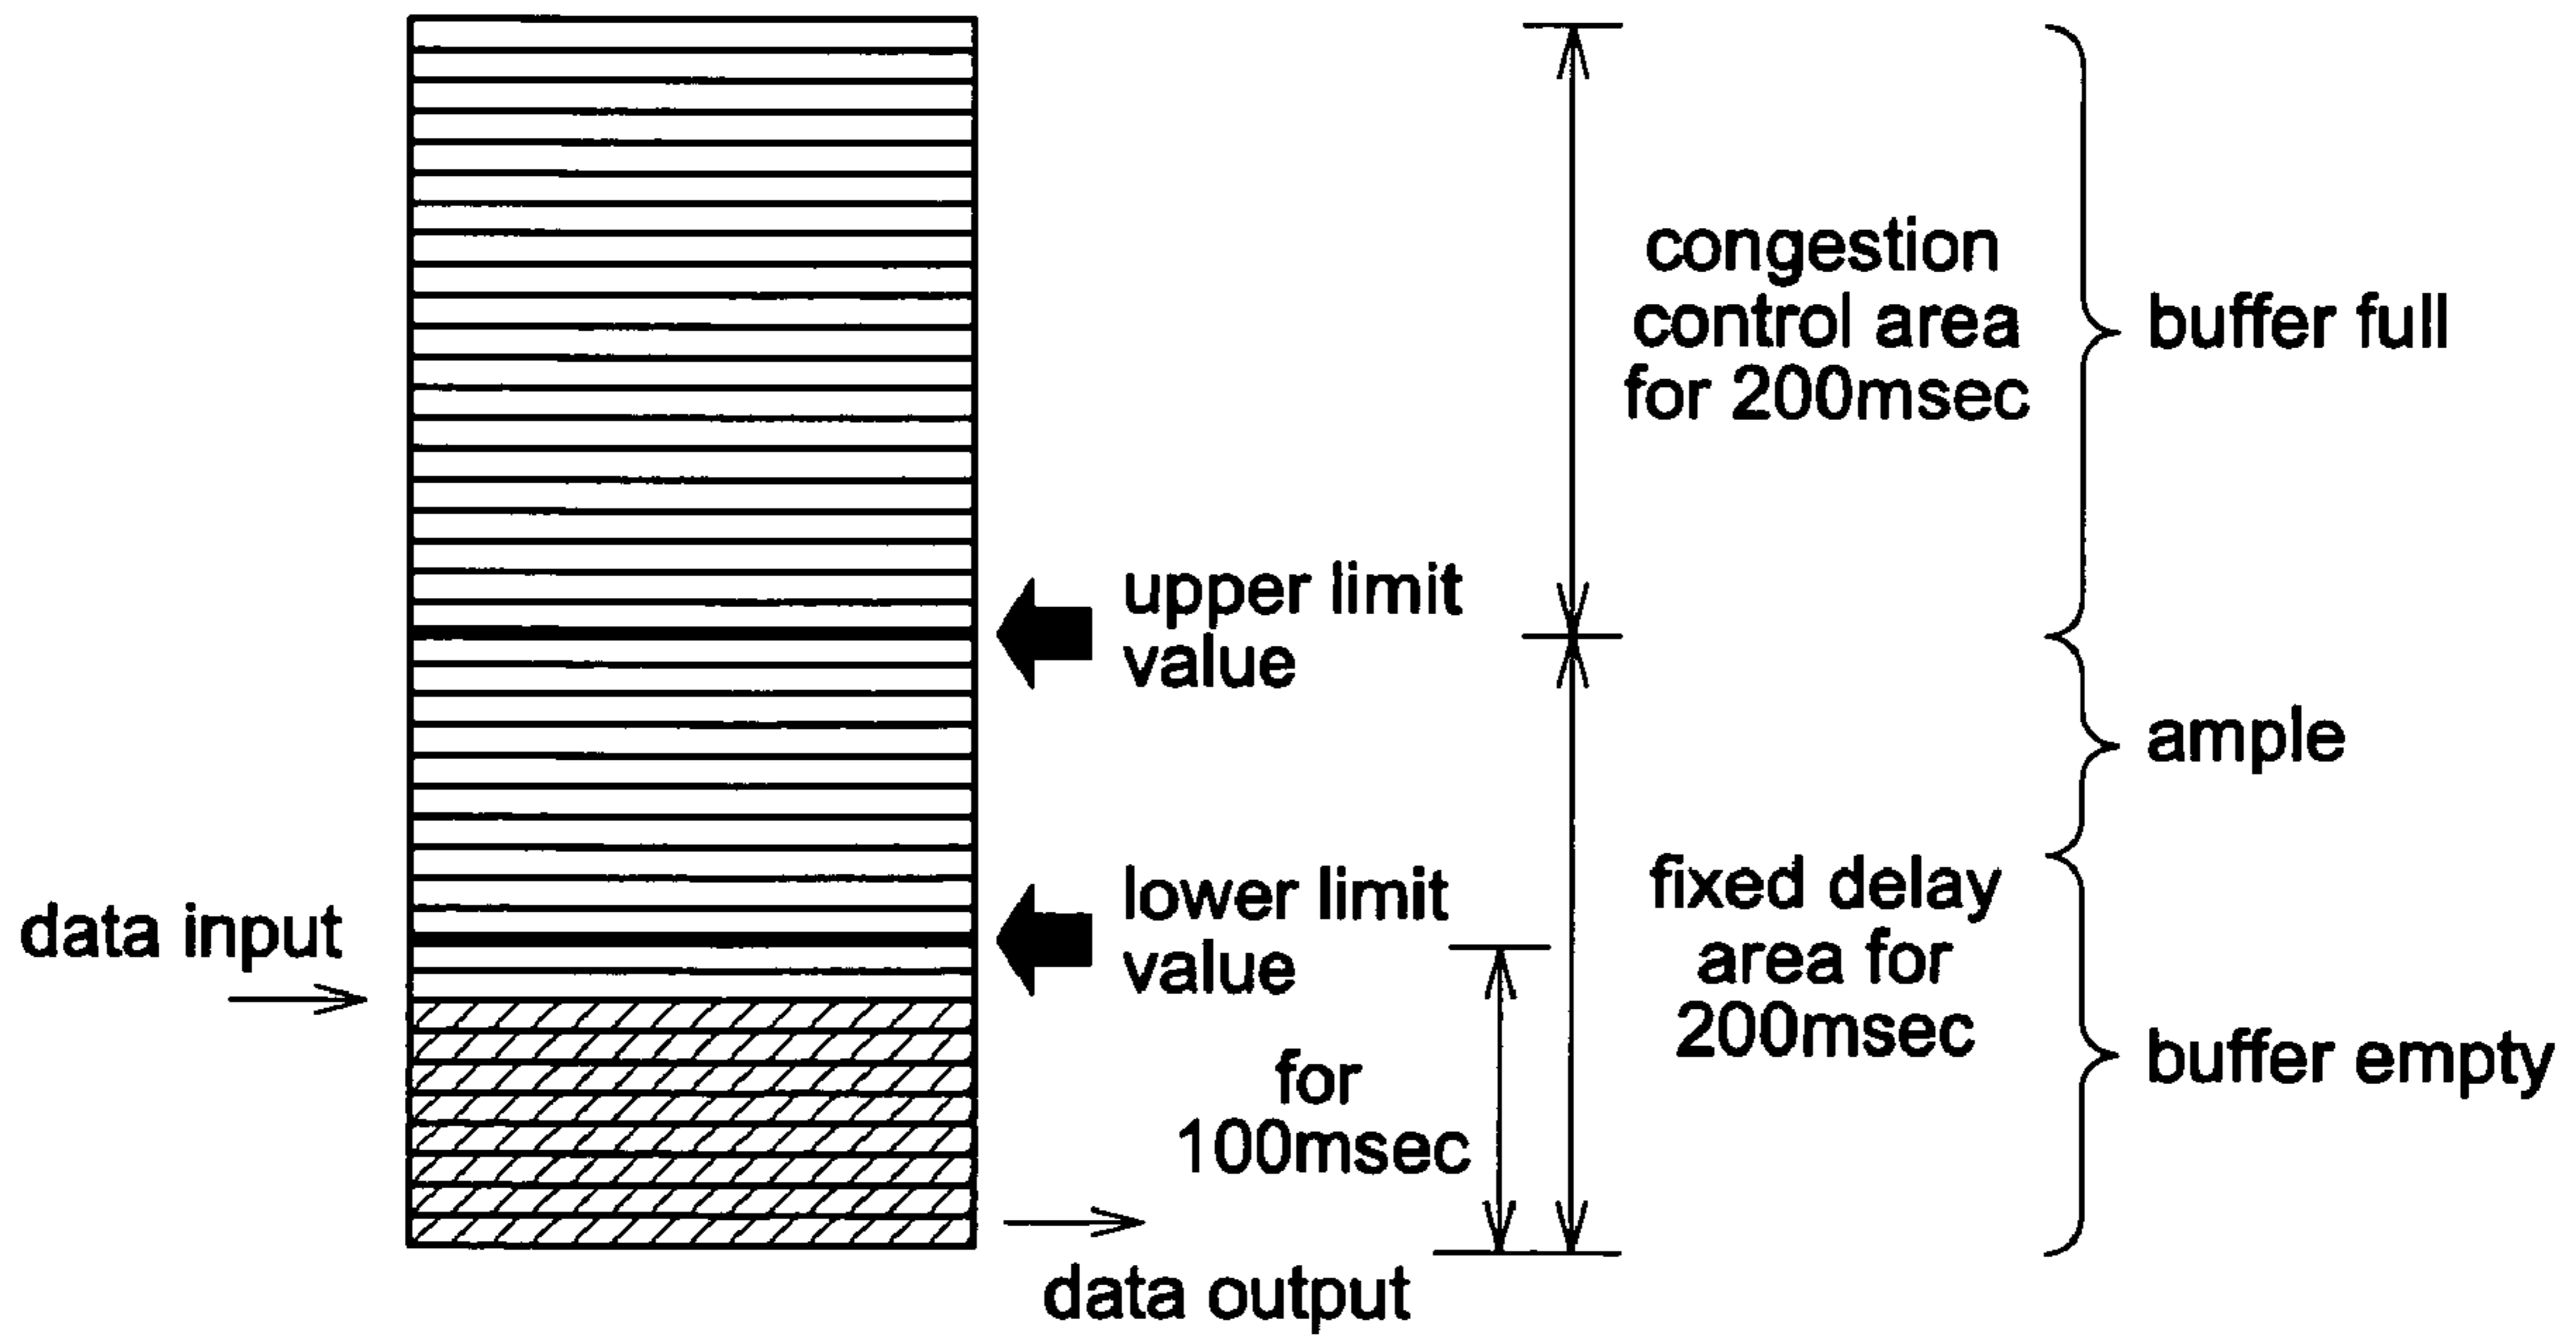 congestion
control area
for 200msec
buffer full
upper limit
value
ample
lower limit
value
fixed delay
area for
200msec
data input
for
100msec
buffer empty
data output